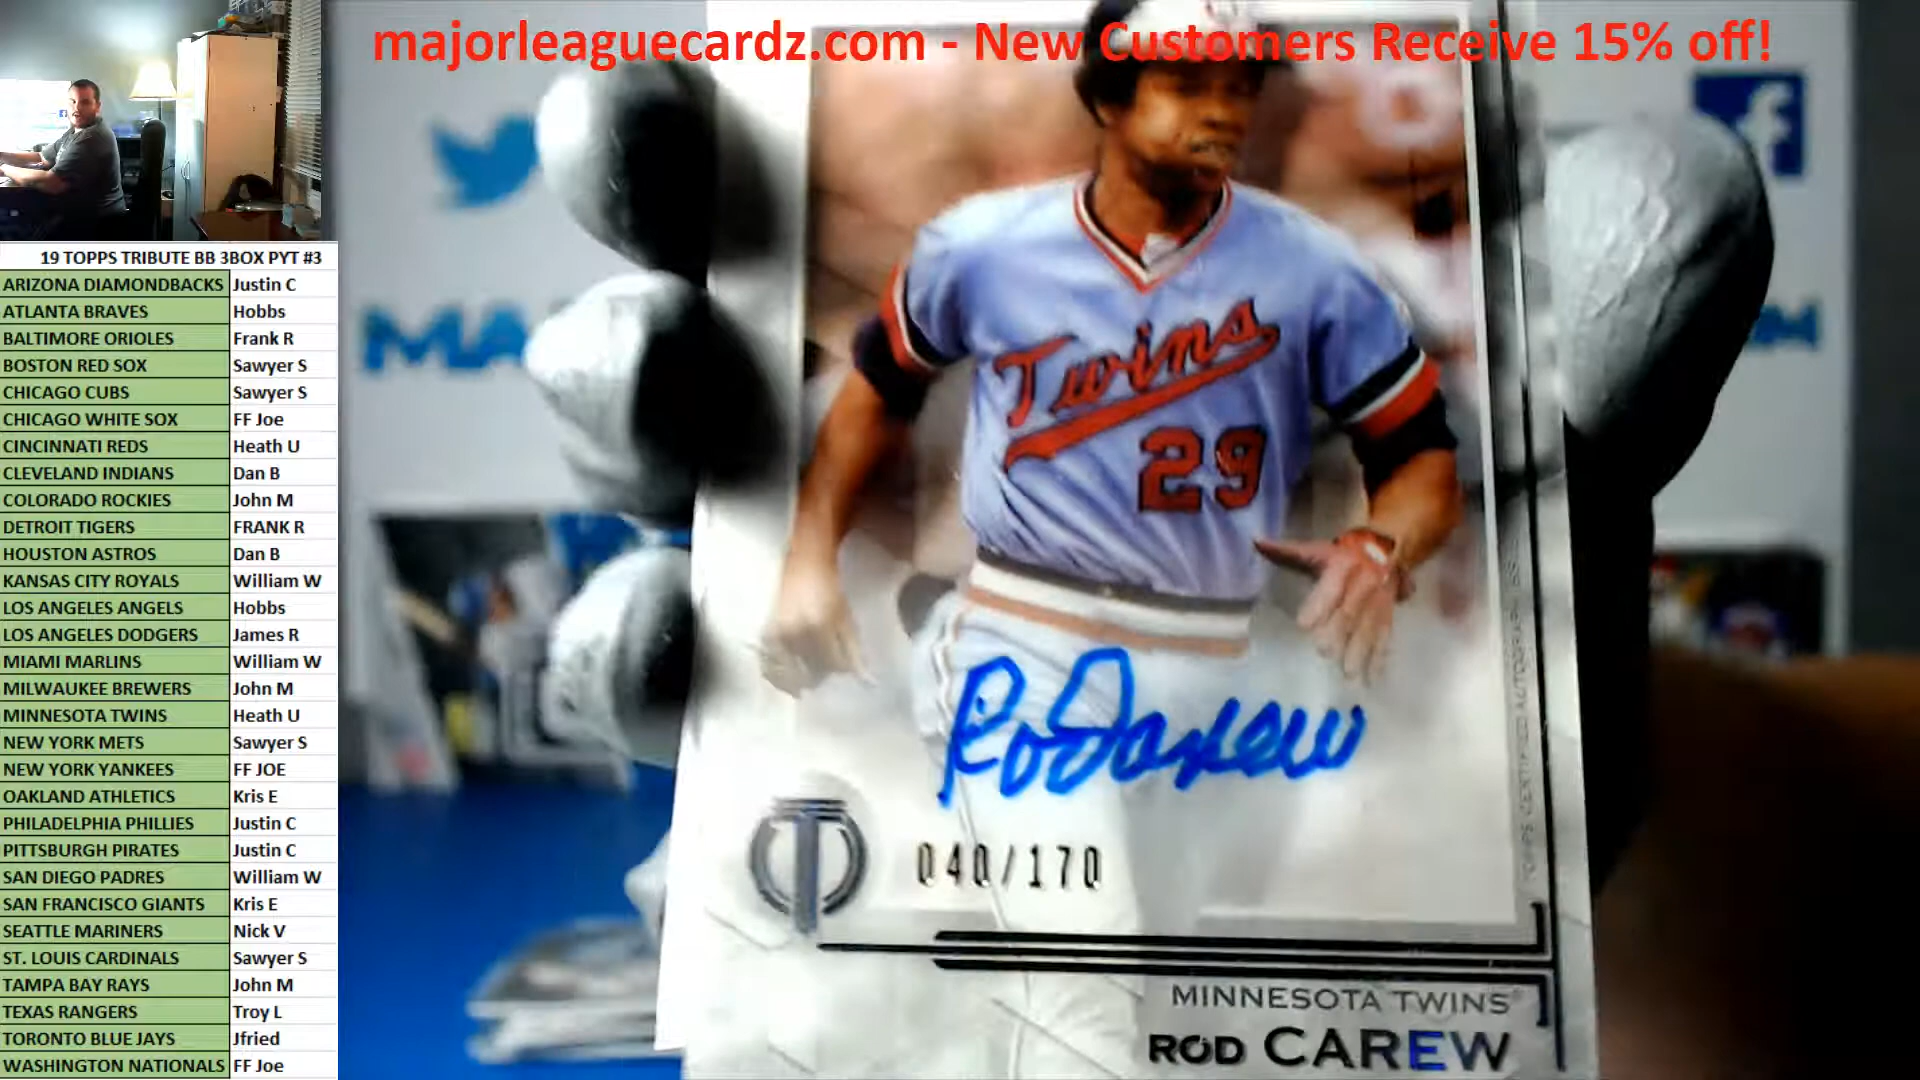 majorleaguecardz.com - New Customers Receive 15% off!
19 TOPPS TRIBUTE BB 3BOX PYT #3
ARIZONA DIAMONDBACKS Justin C
ATLANTA BRAVES Hobbs
BALTIMORE ORIOLES Frank R
BOSTON RED SOX Sawyer S
CHICAGO CUBS Sawyer S
CHICAGO WHITE SOX FF Joe
CINCINNATI REDS Heath U
CLEVELAND INDIANS Dan B
COLORADO ROCKIES John M
DETROIT TIGERS FRANK R
HOUSTON ASTROS Dan B
KANSAS CITY ROYALS William W
LOS ANGELES ANGELS Hobbs
LOS ANGELES DODGERS James R
MIAMI MARLINS William W
MILWAUKEE BREWERS John M
MINNESOTA TWINS Heath U
NEW YORK METS Sawyer S
NEW YORK YANKEES FF JOE
OAKLAND ATHLETICS Kris E
PHILADELPHIA PHILLIES Justin C
PITTSBURGH PIRATES Justin C
SAN DIEGO PADRES William W
SAN FRANCISCO GIANTS Kris E
SEATTLE MARINERS Nick V
ST. LOUIS CARDINALS Sawyer S
TAMPA BAY RAYS John M
TEXAS RANGERS Troy L
TORONTO BLUE JAYS Jfried
WASHINGTON NATIONALS FF Joe
Twins
29
Rod Carew
040/170
TOPPS CERTIFIED AUTOGRAPH ISSUE
MINNESOTA TWINS
ROD CAREW